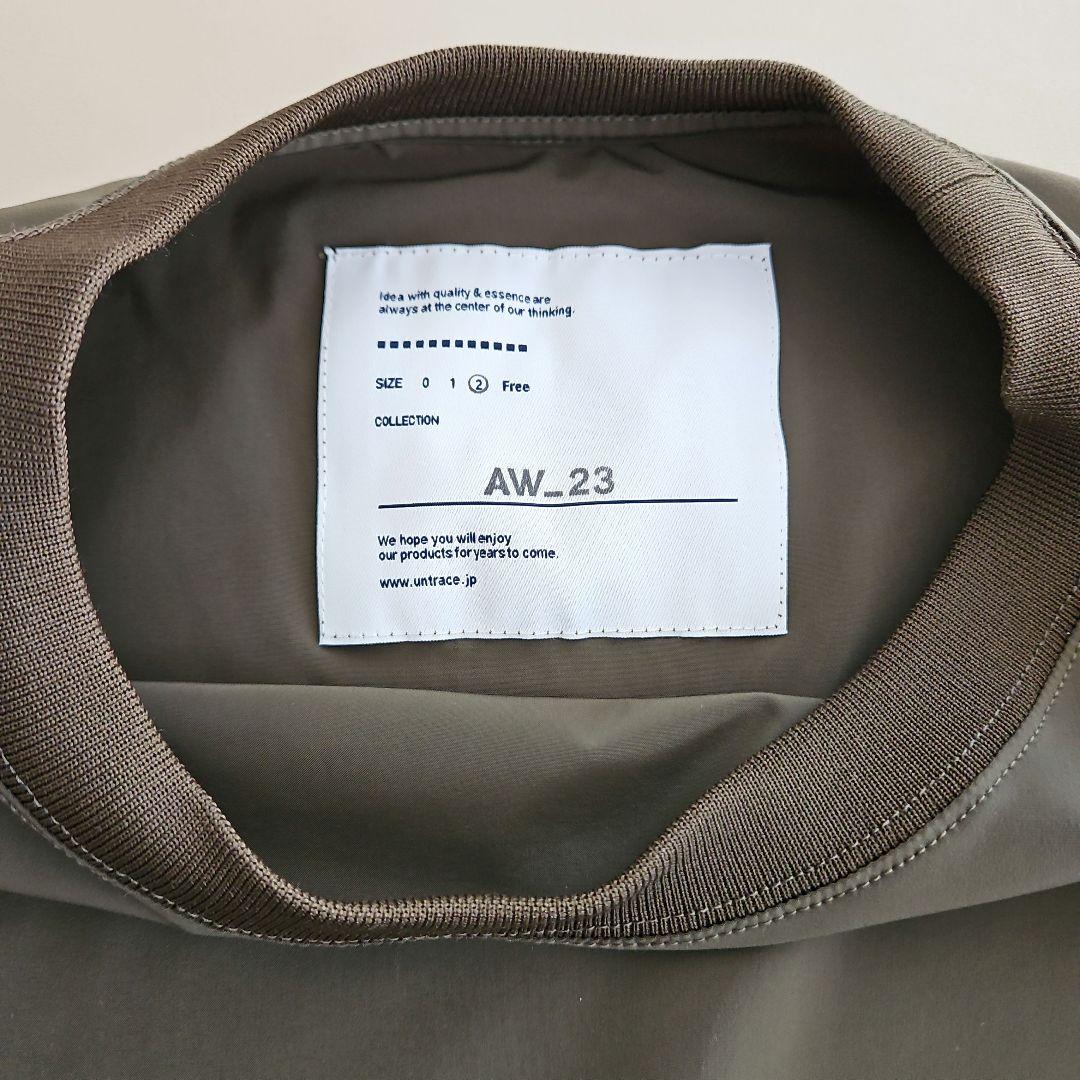 Idea with quality & essence are
always at the center of our thinking.
SIZE 0 1 2 Free
COLLECTION
AW_23
We hope you will enjoy
our products for years to come.
www.untrace.jp